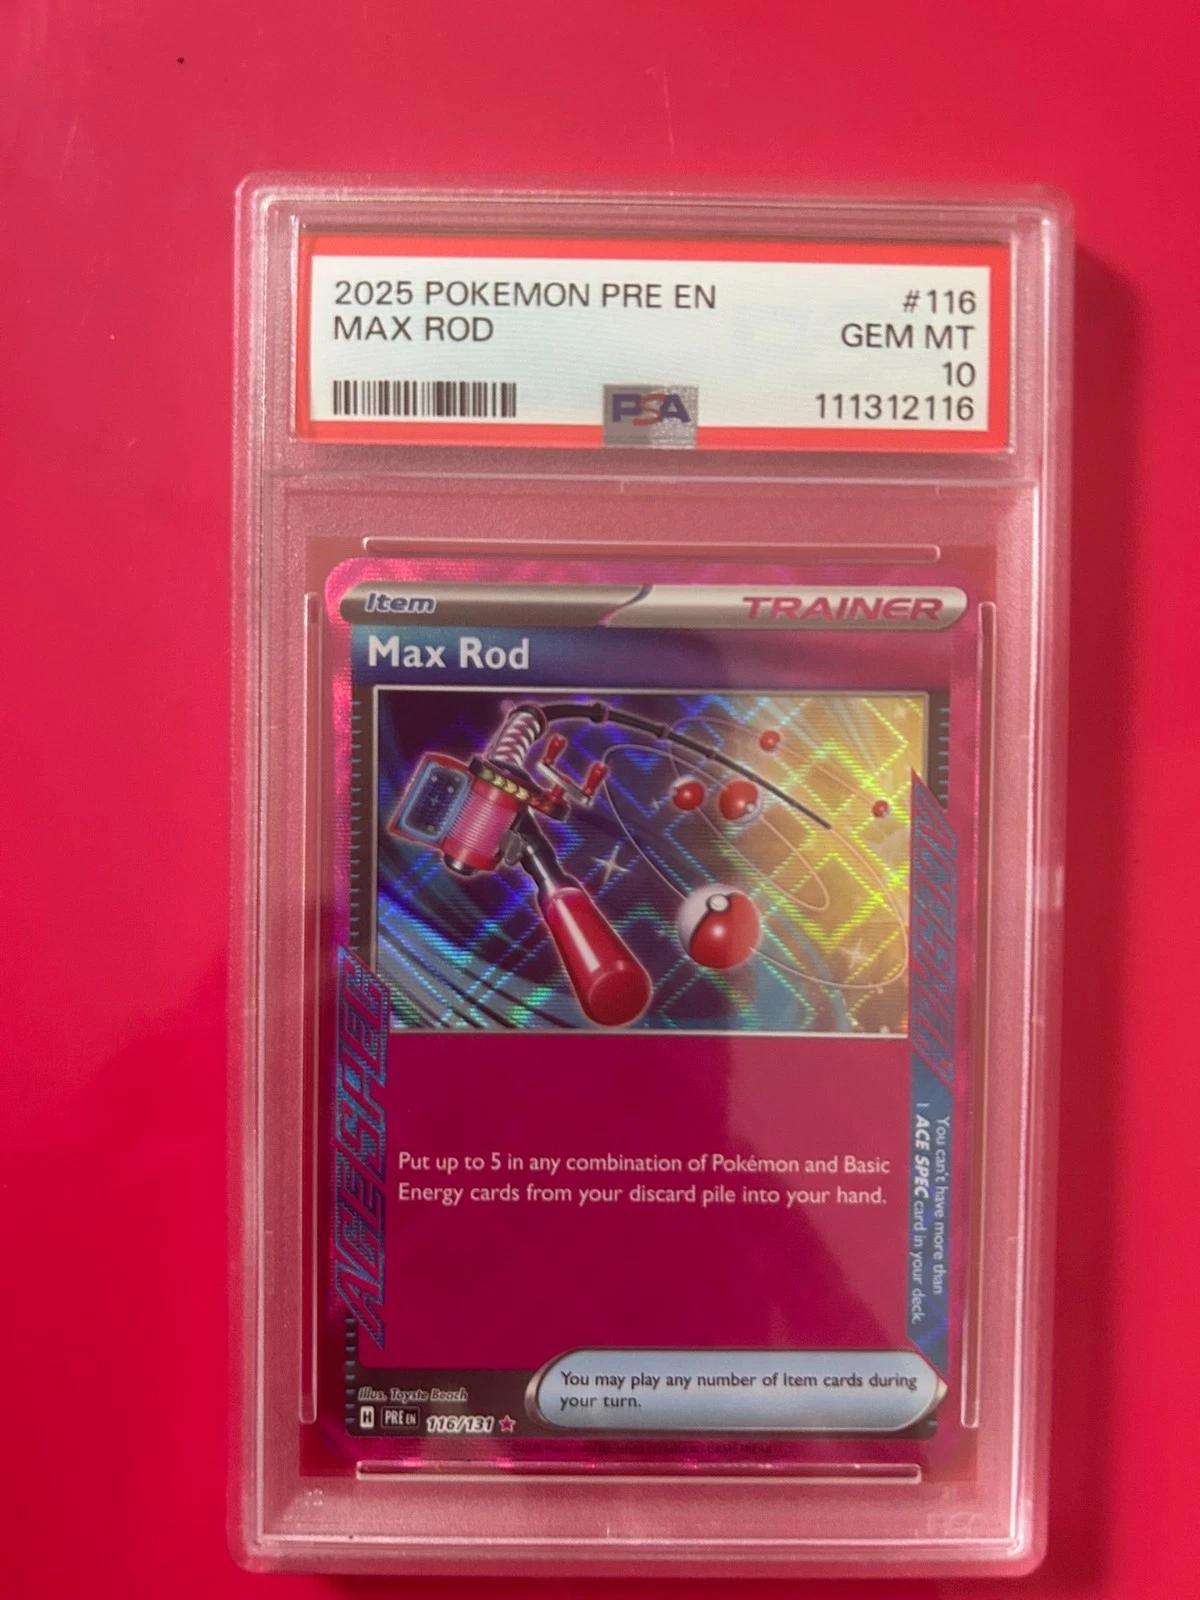 2025 POKEMON PRE EN
#116
MAX ROD
GEM MT
10
PSA
111312116
Item
TRAINER
Max Rod
ACE SPEC
ACE SPEC
Put up to 5 in any combination of Pokémon and Basic
Energy cards from your discard pile into your hand.
You can't have more than
1 ACE SPEC card in your deck.
You may play any number of Item cards during
your turn.
Illus. Toyste Beach
H PRE EN 116/131